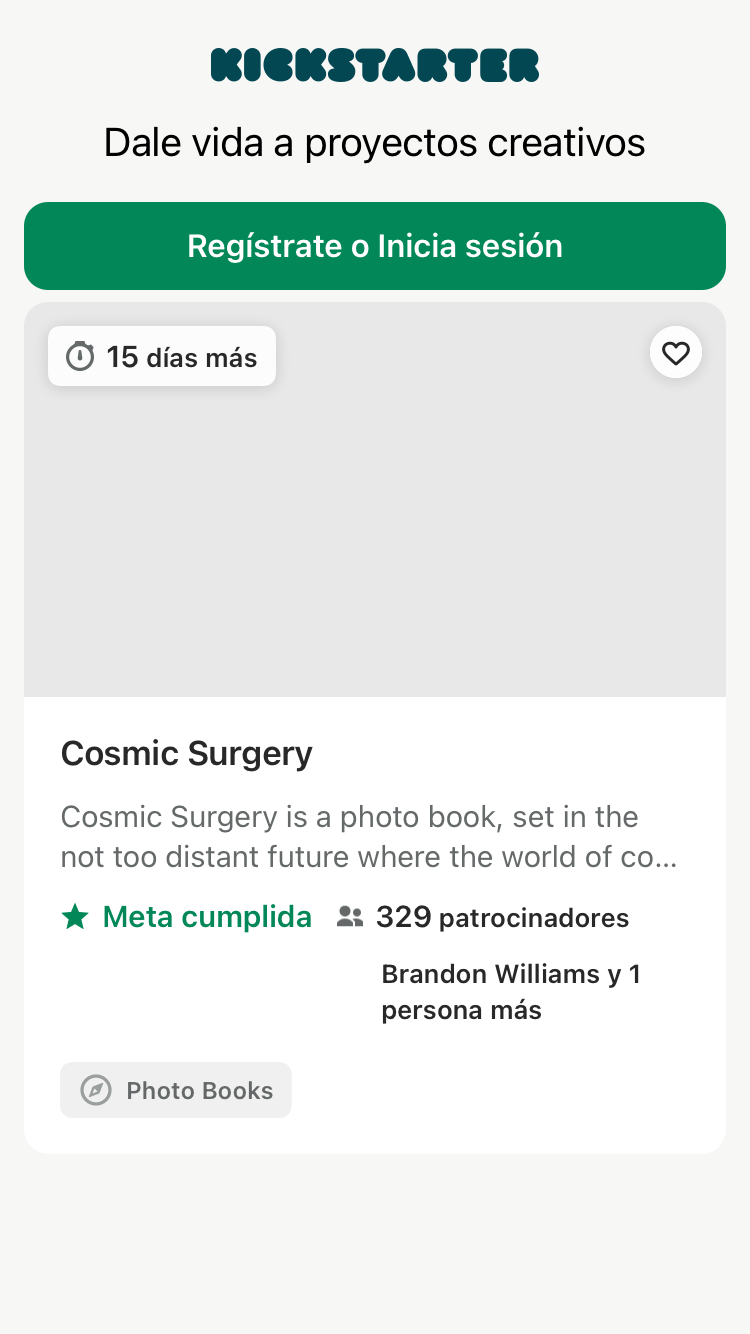 KICKSTARTER
Dale vida a proyectos creativos
Regístrate o Inicia sesión
15 días más
Cosmic Surgery
Cosmic Surgery is a photo book, set in the
not too distant future where the world of co...
Meta cumplida
329 patrocinadores
Brandon Williams y 1
persona más
Photo Books